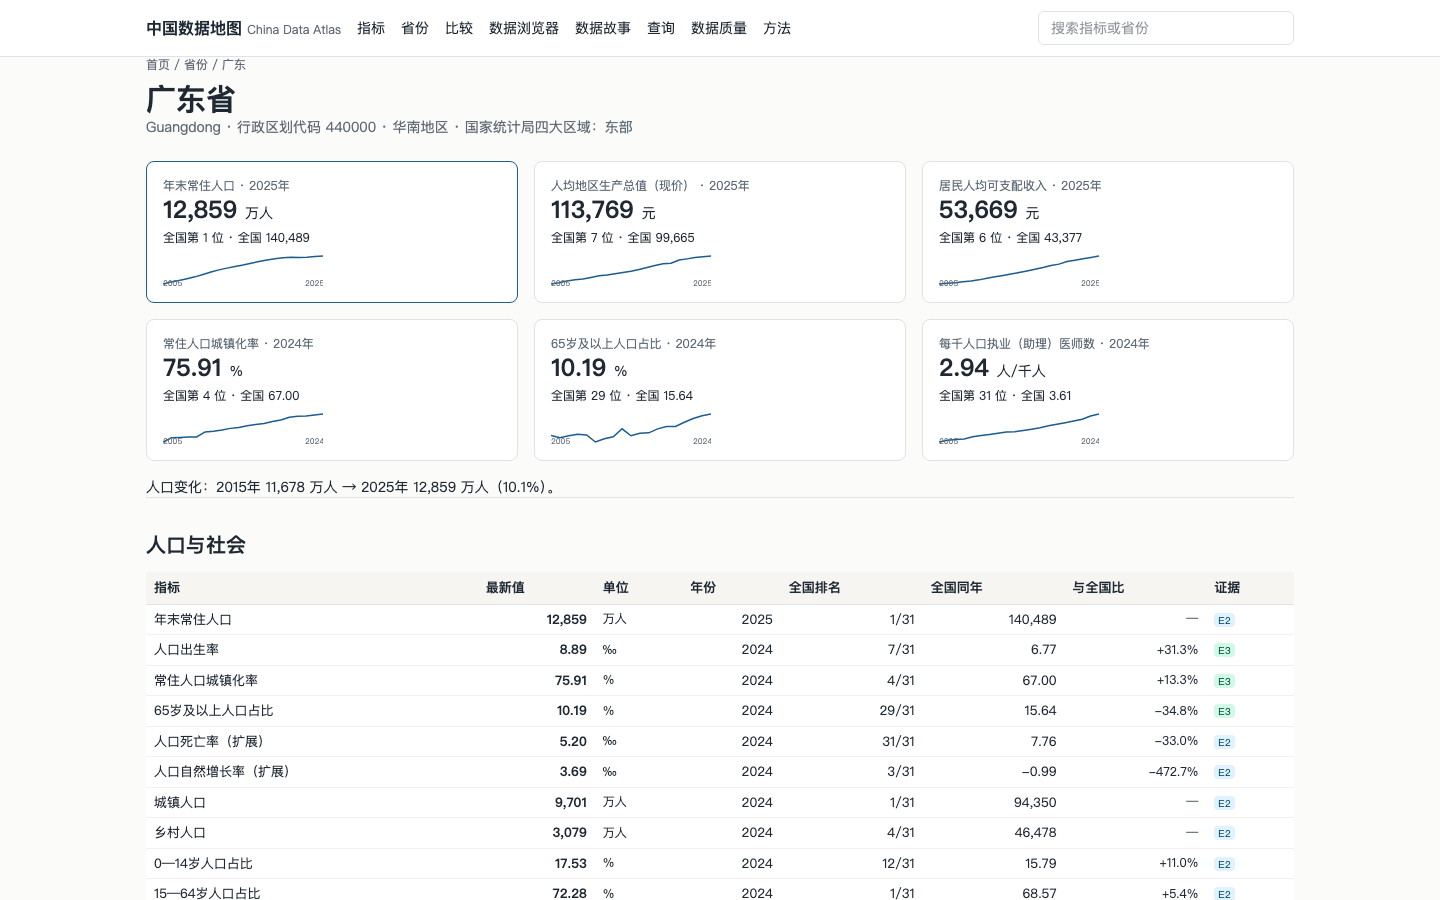 中国数据地图 China Data Atlas 指标 省份 比较 数据浏览器 数据故事 查询 数据质量 方法 搜索指标或省份
首页 / 省份 / 广东
广东省
Guangdong · 行政区划代码 440000 · 华南地区 · 国家统计局四大区域：东部
年末常住人口 · 2025年
12,859 万人
全国第 1 位 · 全国 140,489
2005 2025
人均地区生产总值（现价） · 2025年
113,769 元
全国第 7 位 · 全国 99,665
2005 2025
居民人均可支配收入 · 2025年
53,669 元
全国第 6 位 · 全国 43,377
2005 2025
常住人口城镇化率 · 2024年
75.91 %
全国第 4 位 · 全国 67.00
2005 2024
65岁及以上人口占比 · 2024年
10.19 %
全国第 29 位 · 全国 15.64
2005 2024
每千人口执业（助理）医师数 · 2024年
2.94 人/千人
全国第 31 位 · 全国 3.61
2005 2024
人口变化：2015年 11,678 万人 → 2025年 12,859 万人（10.1%）。
人口与社会
指标 最新值 单位 年份 全国排名 全国同年 与全国比 证据
年末常住人口 12,859 万人 2025 1/31 140,489 — E2
人口出生率 8.89 ‰ 2024 7/31 6.77 +31.3% E3
常住人口城镇化率 75.91 % 2024 4/31 67.00 +13.3% E3
65岁及以上人口占比 10.19 % 2024 29/31 15.64 −34.8% E3
人口死亡率（扩展） 5.20 ‰ 2024 31/31 7.76 −33.0% E2
人口自然增长率（扩展） 3.69 ‰ 2024 3/31 −0.99 −472.7% E2
城镇人口 9,701 万人 2024 1/31 94,350 — E2
乡村人口 3,079 万人 2024 4/31 46,478 — E2
0—14岁人口占比 17.53 % 2024 12/31 15.79 +11.0% E2
15—64岁人口占比 72.28 % 2024 1/31 68.57 +5.4% E2